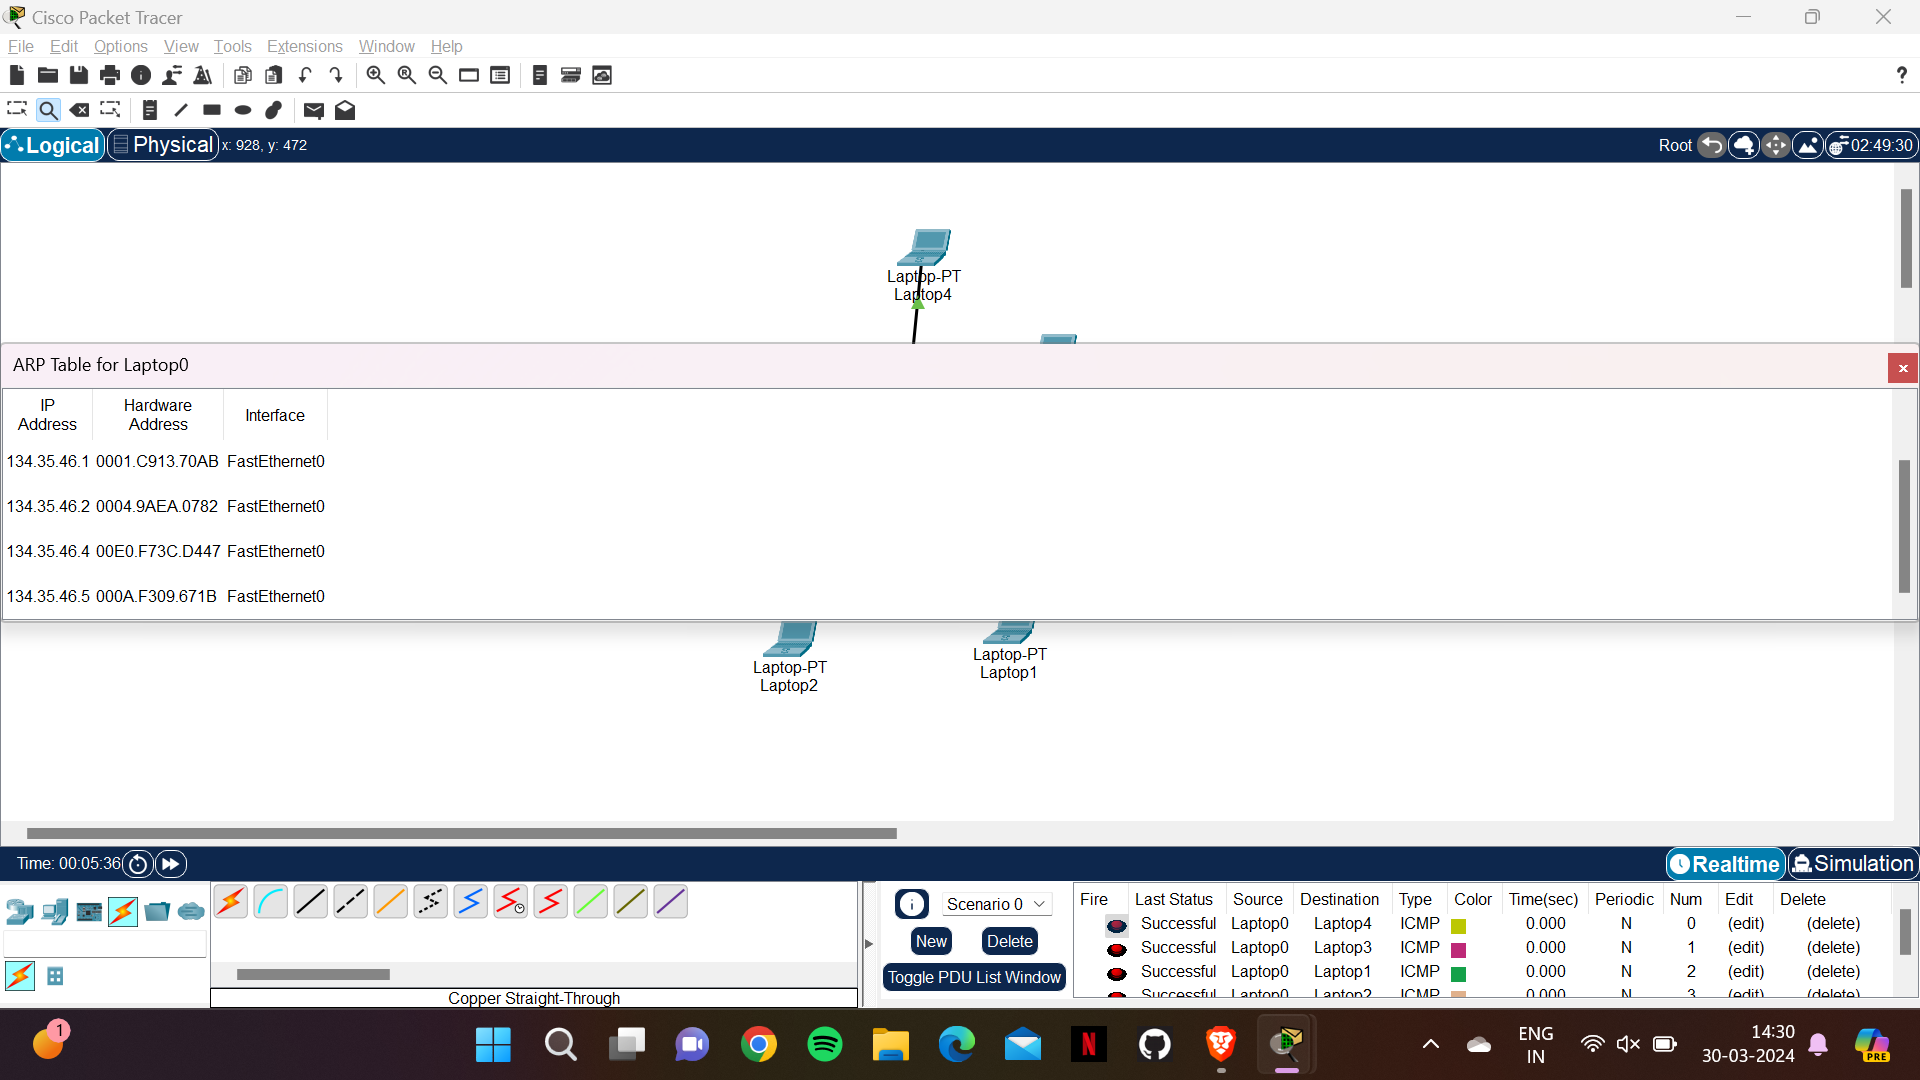 Cisco Packet Tracer
File Edit Options View Tools Extensions Window Help
?
Logical Physical x: 928, y: 472 Root 02:49:30
Laptop-PT
Laptop4
ARP Table for Laptop0
IP Address Hardware Address Interface
134.35.46.1 0001.C913.70AB FastEthernet0
134.35.46.2 0004.9AEA.0782 FastEthernet0
134.35.46.4 00E0.F73C.D447 FastEthernet0
134.35.46.5 000A.F309.671B FastEthernet0
Laptop-PT
Laptop2
Laptop-PT
Laptop1
Time: 00:05:36 Realtime Simulation
Scenario 0
New Delete
Toggle PDU List Window
Copper Straight-Through
Fire Last Status Source Destination Type Color Time(sec) Periodic Num Edit Delete
Successful Laptop0 Laptop4 ICMP 0.000 N 0 (edit) (delete)
Successful Laptop0 Laptop3 ICMP 0.000 N 1 (edit) (delete)
Successful Laptop0 Laptop1 ICMP 0.000 N 2 (edit) (delete)
Successful Laptop0 Laptop2 ICMP 0.000 N 3 (edit) (delete)
1
N
ENG
IN
14:30
30-03-2024
PRE